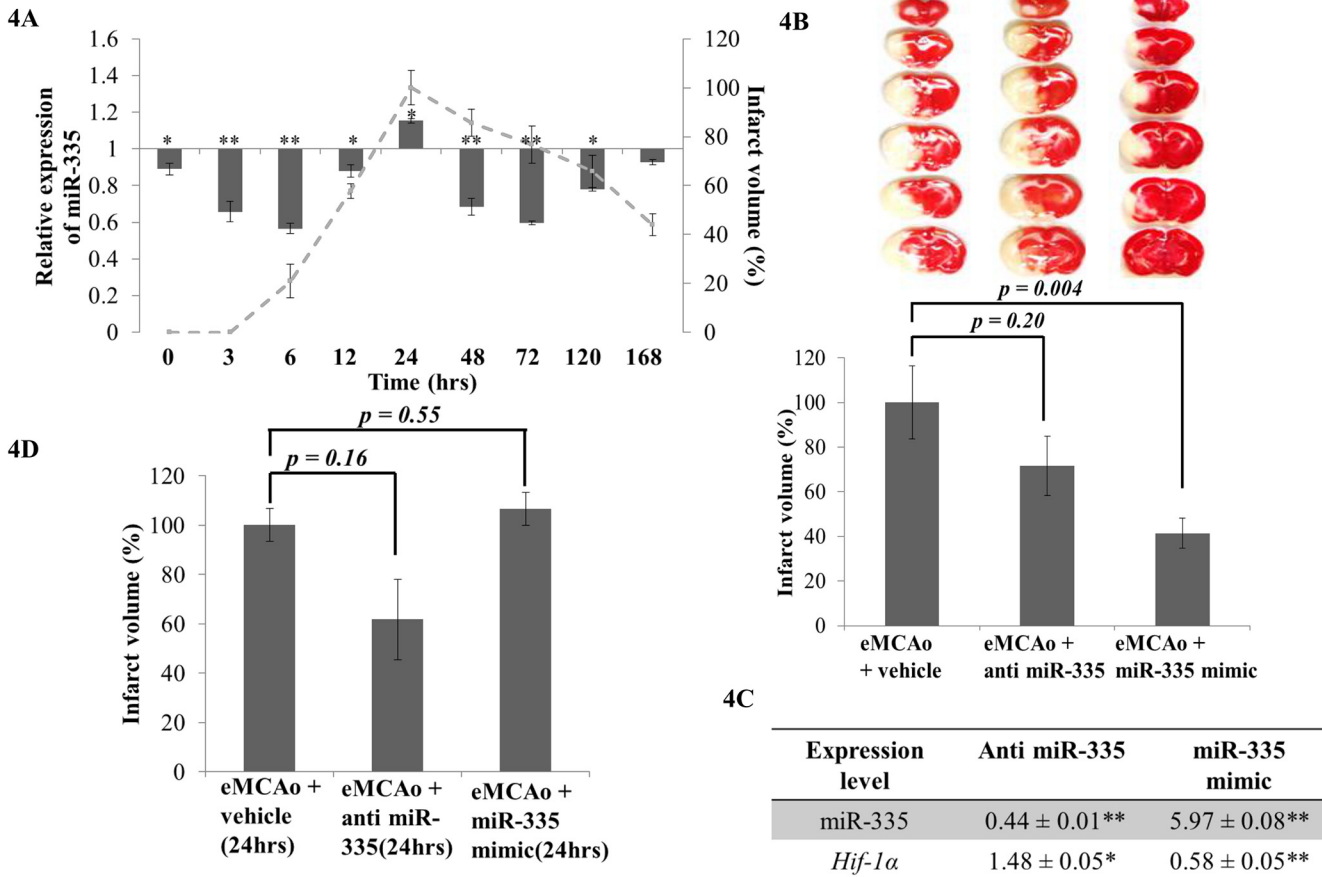 4A
1.6
1.4
1.2
1
0.8
0.6
0.4
0.2
0
Relative expression
of miR-335
* ** ** * * ** ** *
120
100
80
60
40
20
0
Infarct volume (%)
0 3 6 12 24 48 72 120 168
Time (hrs)
4B
p = 0.004
p = 0.20
120
100
80
60
40
20
0
Infarct volume (%)
eMCAo
+ vehicle
eMCAo +
anti miR-335
eMCAo +
miR-335 mimic
4D
p = 0.55
p = 0.16
120
100
80
60
40
20
0
Infarct volume (%)
eMCAo +
vehicle
(24hrs)
eMCAo +
anti miR-
335(24hrs)
eMCAo +
miR-335
mimic(24hrs)
4C
Expression
level
Anti miR-335
miR-335
mimic
miR-335 0.44 ± 0.01** 5.97 ± 0.08**
Hif-1α 1.48 ± 0.05* 0.58 ± 0.05**